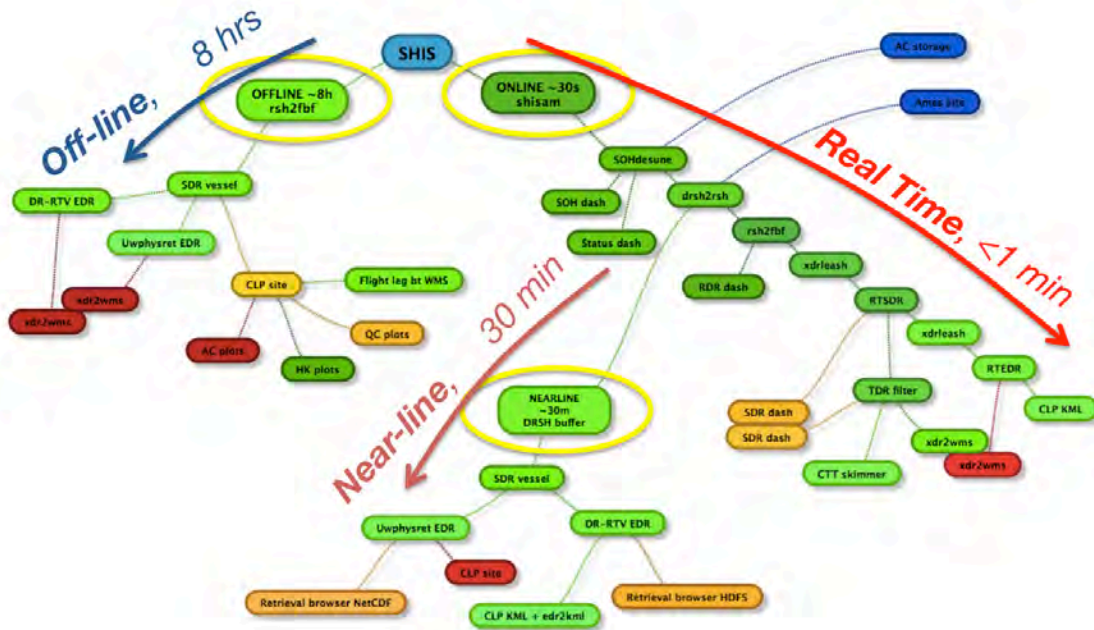 SHIS
OFFLINE ~8h
rsh2fbf
ONLINE ~30s
shisam
AC storage
Ames site
Off-line, 8 hrs
Real Time, <1 min
Near-line, 30 min
SDR vessel
DR-RTV EDR
Uwphysret EDR
xdr2wms
xdr2wms
CLP site
Flight leg bt WMS
QC plots
AC plots
HK plots
SOHdesune
SOH dash
Status dash
drsh2rsh
rsh2fbf
RDR dash
xdrleash
RTSDR
xdrleash
RTEDR
CLP KML
TDR filter
SDR dash
SDR dash
xdr2wms
xdr2wms
CTT skimmer
NEARLINE
~30m
DRSH buffer
SDR vessel
Uwphysret EDR
DR-RTV EDR
CLP site
Retrieval browser NetCDF
CLP KML + edr2kml
Retrieval browser HDF5